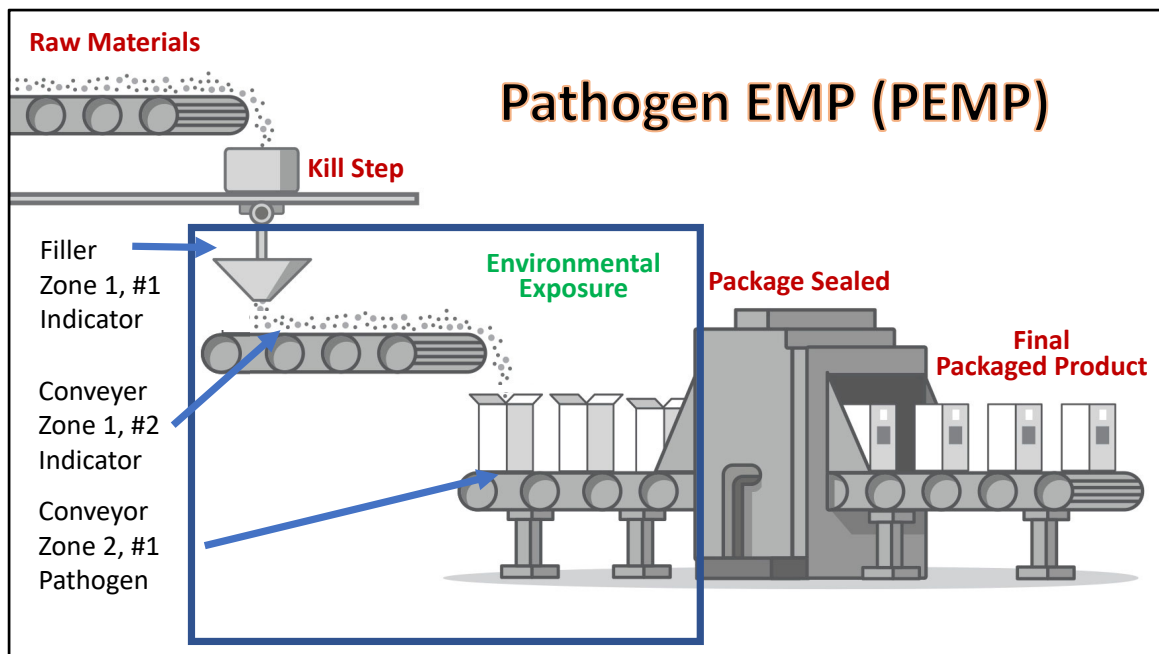 Raw Materials
Pathogen EMP (PEMP)
Kill Step
Filler
Zone 1, #1
Indicator
Environmental
Exposure
Package Sealed
Final
Packaged Product
Conveyer
Zone 1, #2
Indicator
Conveyor
Zone 2, #1
Pathogen